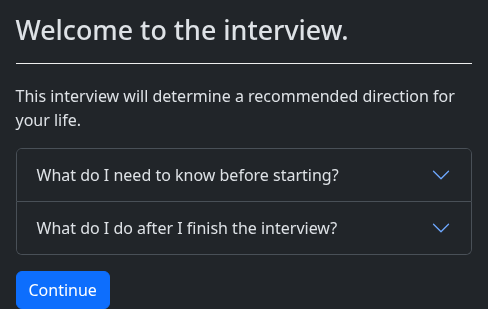 Welcome to the interview.
This interview will determine a recommended direction for
your life.
What do I need to know before starting?
What do I do after I finish the interview?
Continue